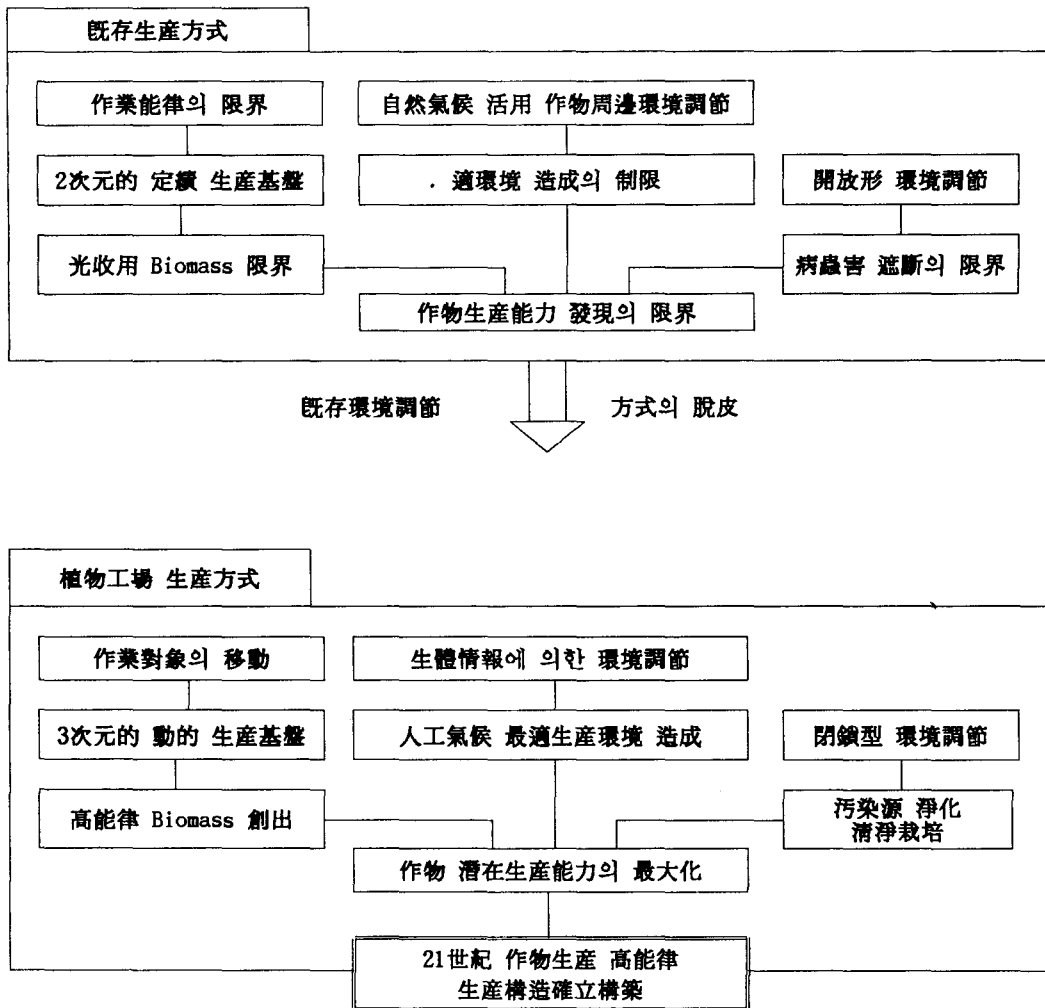 旣存生産方式
作業能律의 限界
自然氣候 活用 作物周邊環境調節
2次元的 定績 生産基盤
. 適環境 造成의 制限
開放形 環境調節
光收用 Biomass 限界
病蟲害 遮斷의 限界
作物生産能力 發現의 限界
旣存環境調節 方式의 脫皮
植物工場 生産方式
作業對象의 移動
生體情報에 의한 環境調節
3次元的 動的 生産基盤
人工氣候 最適生産環境 造成
閉鎖型 環境調節
高能律 Biomass 創出
汚染源 淨化
淸淨栽培
作物 潛在生産能力의 最大化
21世紀 作物生産 高能律
生産構造確立構築